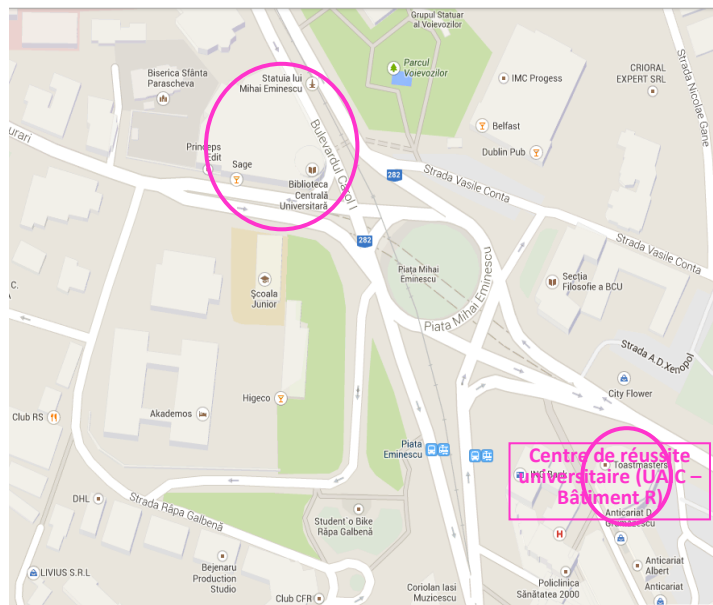 Grupul Statuar
al Voievozilor
Biserica Sfânta
Parascheva
Statuia lui
Mihai Eminescu
Parcul
Voievozilor
IMC Progess
CRIORAL
EXPERT SRL
Strada Nicolae Gane
Belfast
Dublin Pub
urari
Princeps
Edit
Sage
Bulevardul Carol I
Biblioteca
Centrală
Universitară
282
Strada Vasile Conta
282
Strada Vasile Conta
Piața Mihai
Eminescu
Piata Mihai Eminescu
Secția
Filosofie a BCU
C.
Școala
Junior
Strada A.D.Xenopol
City Flower
Higeco
Club RS
Akademos
Piata
Eminescu
Centre de réussite
universitaire (UAIC –
Bâtiment R)
Toastmasters
Bank
Anticariat D.
DHL
Strada Râpa Galbenă
Student`o Bike
Râpa Galbenă
H
Anticariat
Albert
LIVIUS S.R.L
Bejenaru
Production
Studio
Club CFR
Coriolan Iasi
Muzicescu
Policlinica
Sănătatea 2000
Anticariat